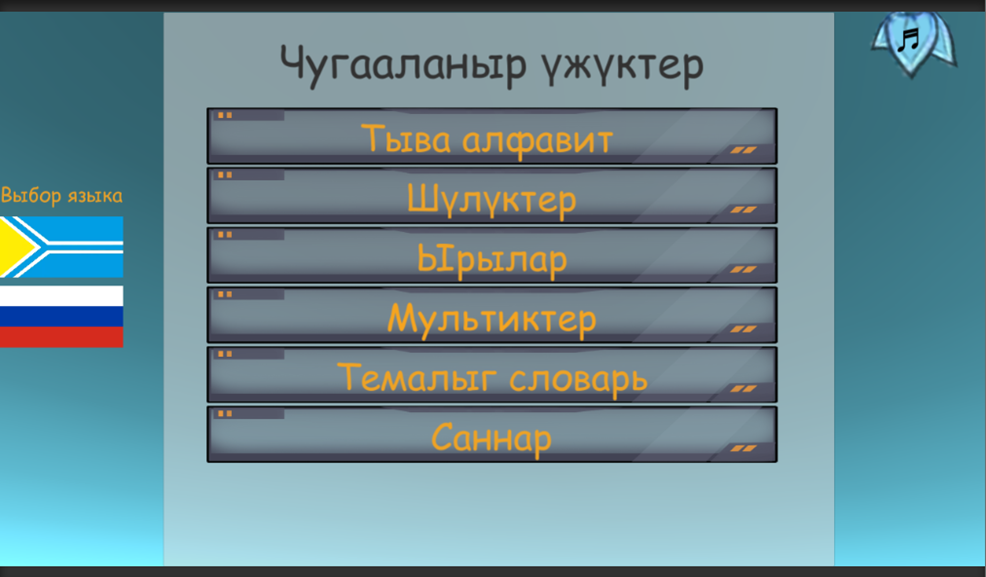 Чугааланыр үжүктер
Тыва алфавит
Шүлүктер
Ырылар
Мультиктер
Темалыг словарь
Саннар
Выбор языка